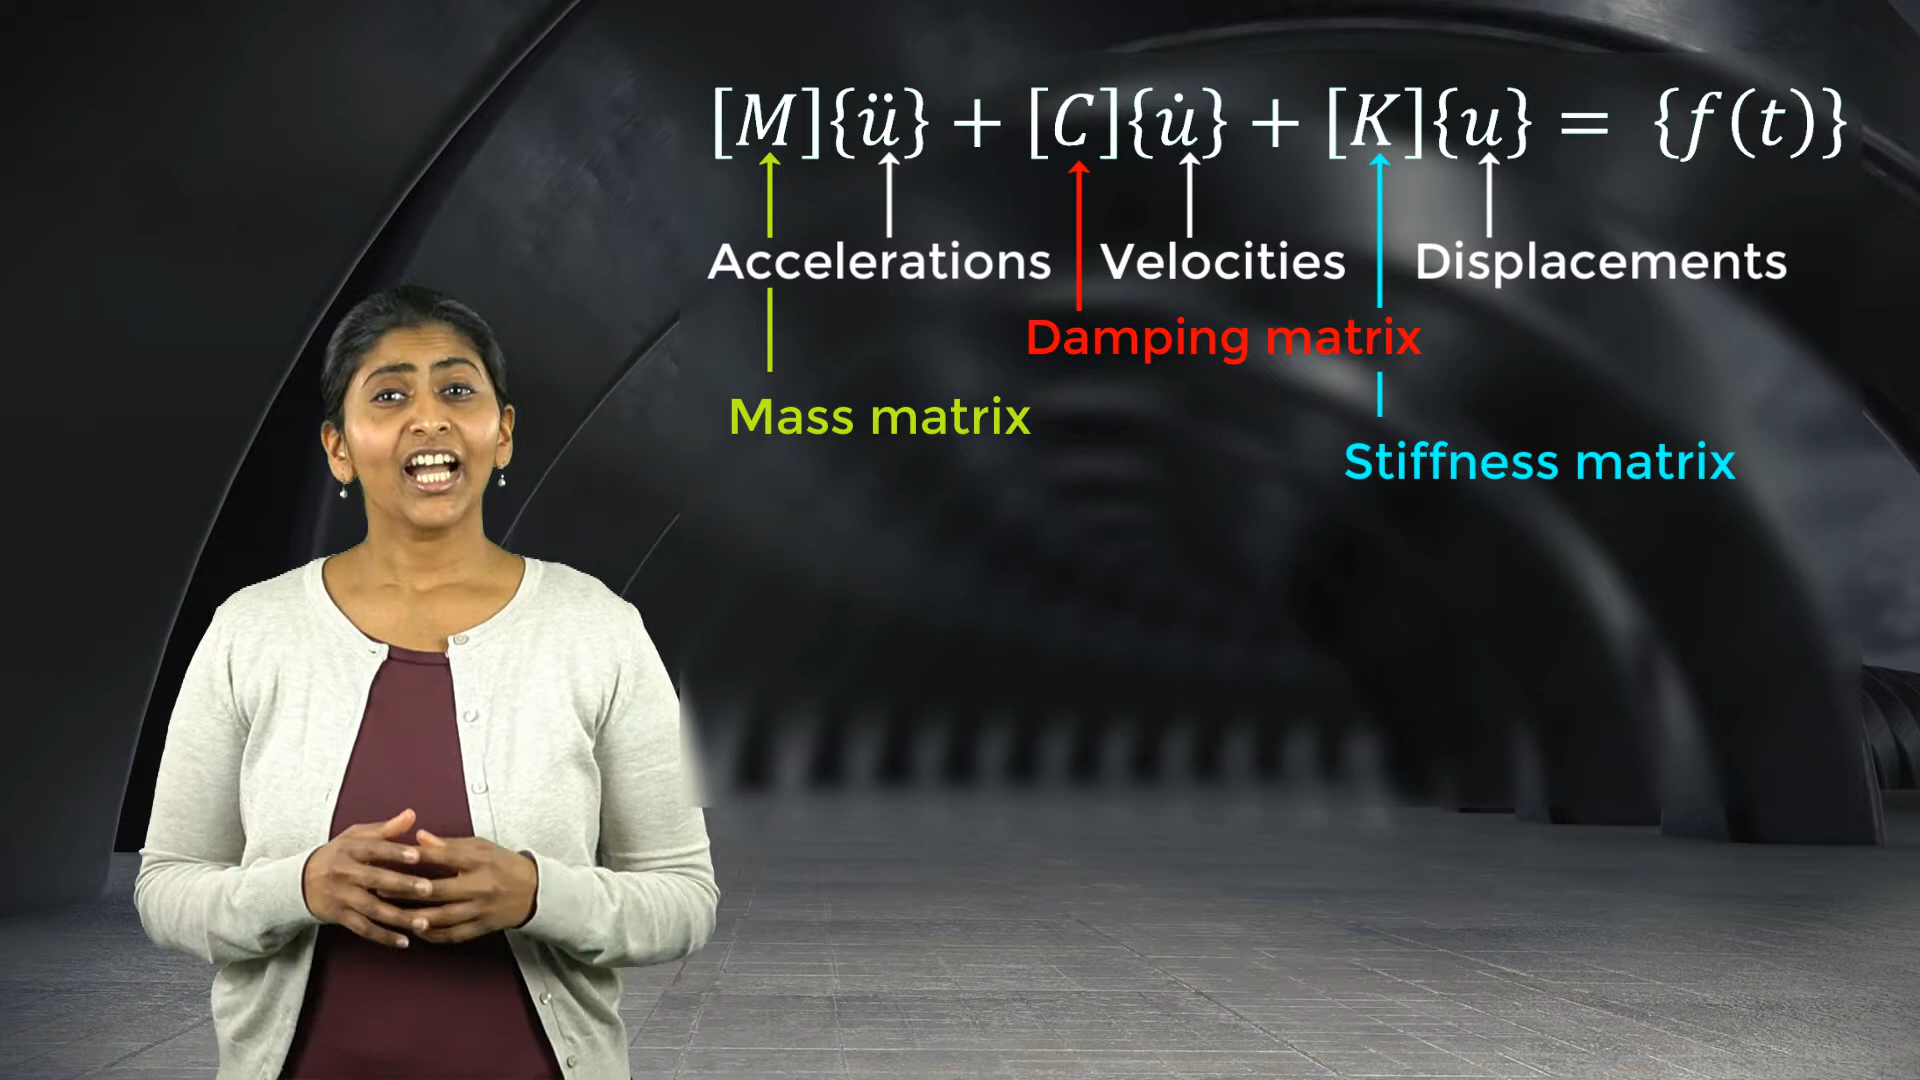 [M]{ü} + [C]{u̇} + [K]{u} = {f(t)}
Accelerations Velocities Displacements
Damping matrix
Mass matrix
Stiffness matrix